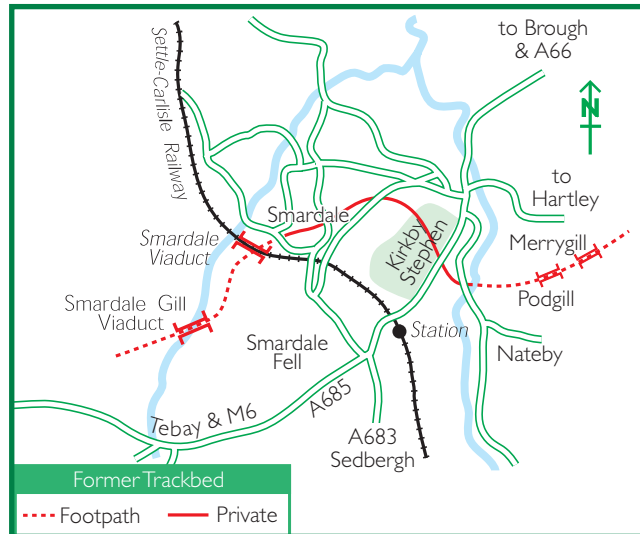 to Brough
& A66
Settle-Carlisle Railway
N
to
Hartley
Smardale
Kirkby
Stephen
Smardale
Viaduct
Merrygill
Podgill
Smardale Gill
Viaduct
Station
Smardale
Fell
Nateby
A685
Tebay & M6
A683
Sedbergh
Former Trackbed
Footpath
Private